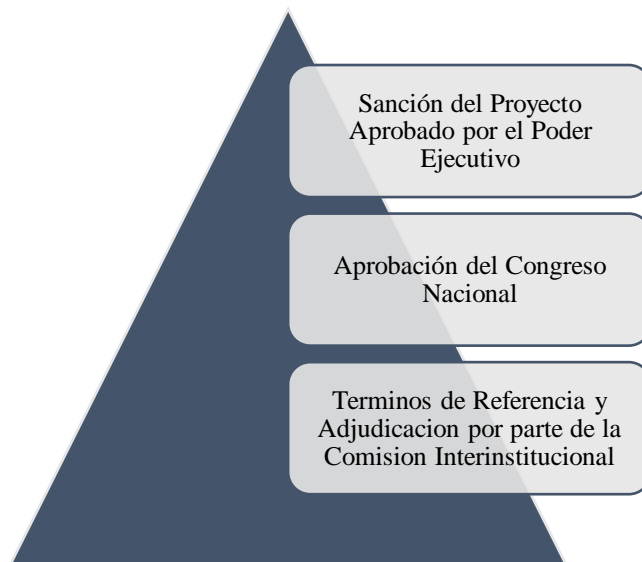 Sanción del Proyecto
Aprobado por el Poder
Ejecutivo
Aprobación del Congreso
Nacional
Terminos de Referencia y
Adjudicacion por parte de la
Comision Interinstitucional